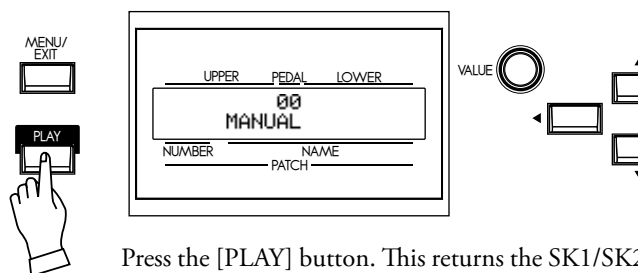 MENU/
EXIT
UPPER PEDAL LOWER
VALUE
00
MANUAL
PLAY
NUMBER NAME
PATCH
Press the [PLAY] button. This returns the SK1/SK2